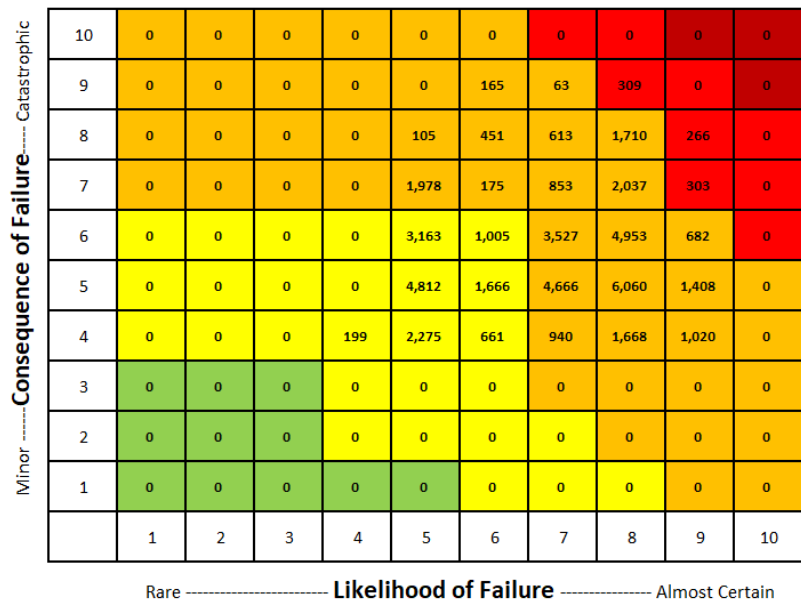 Minor -------Consequence of Failure----- Catastrophic
10 0 0 0 0 0 0 0 0 0 0
9 0 0 0 0 0 165 63 309 0 0
8 0 0 0 0 105 451 613 1,710 266 0
7 0 0 0 0 1,978 175 853 2,037 303 0
6 0 0 0 0 3,163 1,005 3,527 4,953 682 0
5 0 0 0 0 4,812 1,666 4,666 6,060 1,408 0
4 0 0 0 199 2,275 661 940 1,668 1,020 0
3 0 0 0 0 0 0 0 0 0 0
2 0 0 0 0 0 0 0 0 0 0
1 0 0 0 0 0 0 0 0 0 0
1 2 3 4 5 6 7 8 9 10
Rare ------------------------- Likelihood of Failure ---------------- Almost Certain